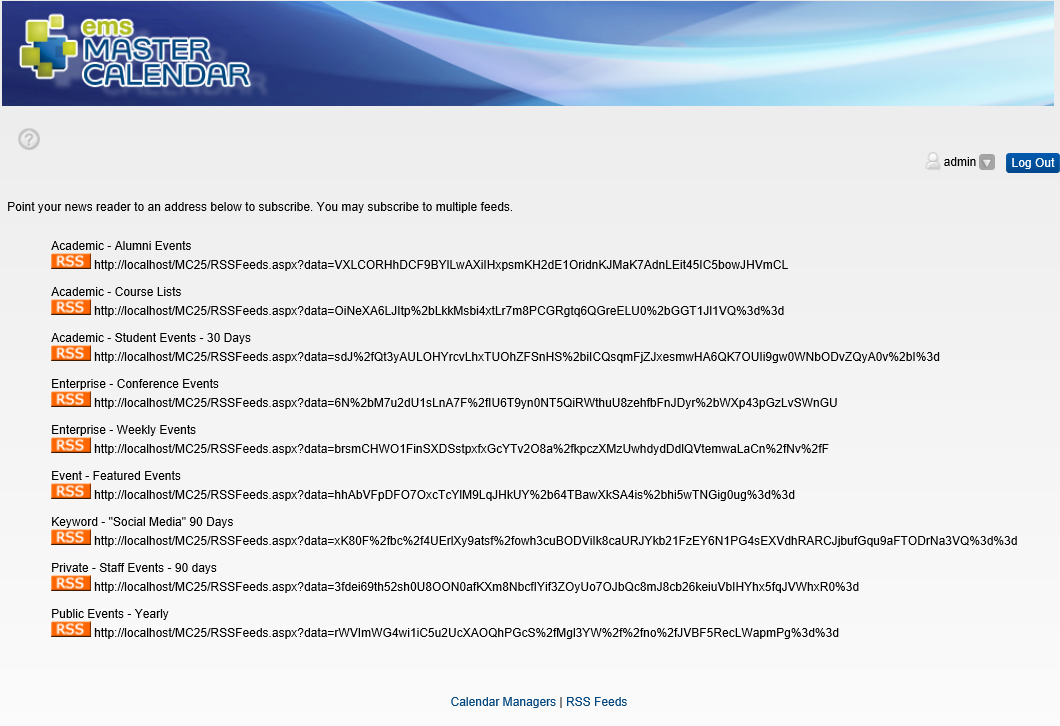 ems
MASTER
CALENDAR
?
admin
Log Out
Point your news reader to an address below to subscribe. You may subscribe to multiple feeds.
Academic - Alumni Events
RSS http://localhost/MC25/RSSFeeds.aspx?data=VXLCORHhDCF9BYlLwAXilHxpsmKH2dE1OridnKJMaK7AdnLEit45IC5bowJHVmCL
Academic - Course Lists
RSS http://localhost/MC25/RSSFeeds.aspx?data=OiNeXA6LJltp%2bLkkMsbi4xtLr7m8PCGRgtq6QGreELU0%2bGGT1Jl1VQ%3d%3d
Academic - Student Events - 30 Days
RSS http://localhost/MC25/RSSFeeds.aspx?data=sdJ%2fQt3yAULOHYrcvLhxTUOhZFSnHS%2bilCQsqmFjZJxesmwHA6QK7OUli9gw0WNbODvZQyA0v%2bI%3d
Enterprise - Conference Events
RSS http://localhost/MC25/RSSFeeds.aspx?data=6N%2bM7u2dU1sLnA7F%2flU6T9yn0NT5QiRWthuU8zehfbFnJDyr%2bWXp43pGzLvSWnGU
Enterprise - Weekly Events
RSS http://localhost/MC25/RSSFeeds.aspx?data=brsmCHWO1FinSXDSstpxfxGcYTv2O8a%2fkpczXMzUwhdydDdlQVtemwaLaCn%2fNv%2fF
Event - Featured Events
RSS http://localhost/MC25/RSSFeeds.aspx?data=hhAbVFpDFO7OxcTcYlM9LqJHkUY%2b64TBawXkSA4is%2bhi5wTNGig0ug%3d%3d
Keyword - "Social Media" 90 Days
RSS http://localhost/MC25/RSSFeeds.aspx?data=xK80F%2fbc%2f4UErlXy9atsf%2fowh3cuBODVilk8caURJYkb21FzEY6N1PG4sEXVdhRARCJjbufGqu9aFTODrNa3VQ%3d%3d
Private - Staff Events - 90 days
RSS http://localhost/MC25/RSSFeeds.aspx?data=3fdei69th52sh0U8OON0afKXm8NbcflYif3ZOyUo7OJbQc8mJ8cb26keiuVblHYhx5fqJVWhxR0%3d
Public Events - Yearly
RSS http://localhost/MC25/RSSFeeds.aspx?data=rWVlmWG4wi1iC5u2UcXAOQhPGcS%2fMgl3YW%2f%2fno%2fJVBF5RecLWapmPg%3d%3d
Calendar Managers | RSS Feeds